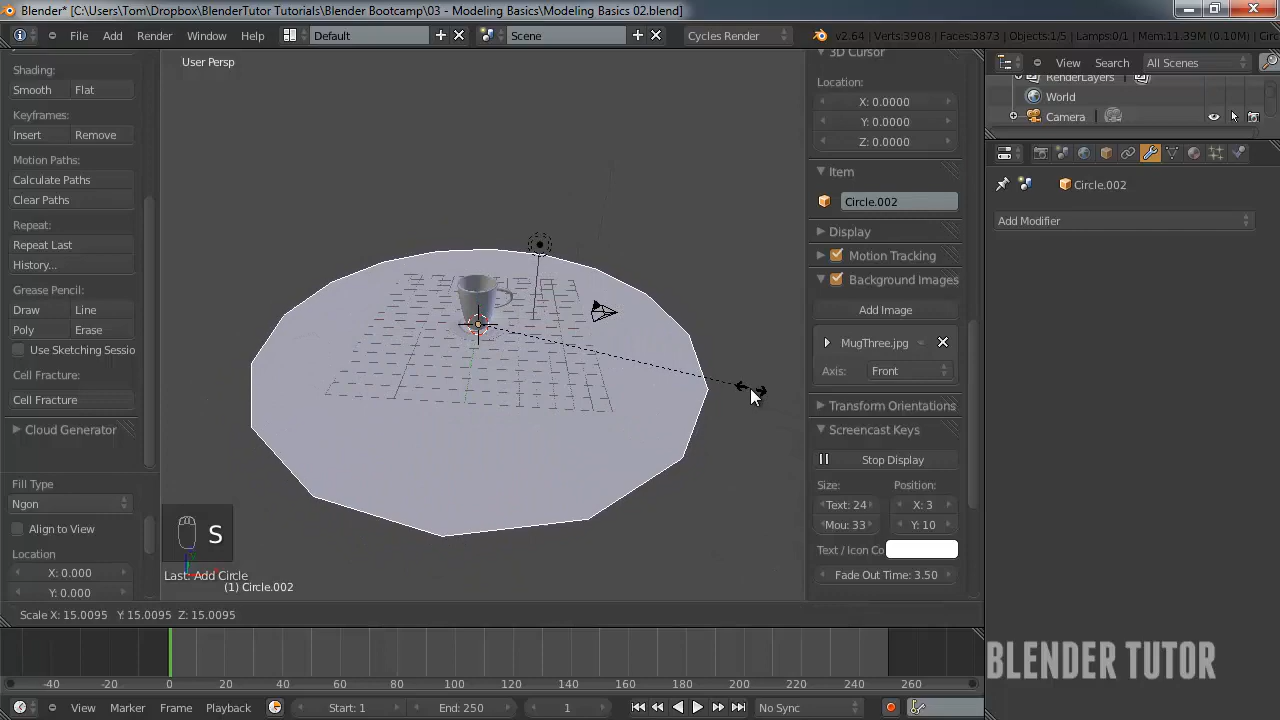 Blender* [C:\Users\Tom\Dropbox\BlenderTutor Tutorials\Blender Bootcamp\03 - Modeling Basics\Modeling Basics 02.blend]
File Add Render Window Help Default Scene Cycles Render v2.64 | Verts:3908 | Faces:3873 | Objects:1/5 | Lamps:0/1 | Mem:11.39M (0.10M) | Circ
Shading:
Smooth Flat
Keyframes:
Insert Remove
Motion Paths:
Calculate Paths
Clear Paths
Repeat:
Repeat Last
History...
Grease Pencil:
Draw Line
Poly Erase
Use Sketching Sessio
Cell Fracture:
Cell Fracture
Cloud Generator
Fill Type
Ngon
Align to View
Location
X: 0.000
Y: 0.000
User Persp
S
Last: Add Circle
(1) Circle.002
Scale X: 15.0095 Y: 15.0095 Z: 15.0095
3D Cursor
Location:
X: 0.0000
Y: 0.0000
Z: 0.0000
Item
Circle.002
Display
Motion Tracking
Background Images
Add Image
MugThree.jpg
Axis: Front
Transform Orientations
Screencast Keys
Stop Display
Size: Position:
Text: 24 X: 3
Mou: 33 Y: 10
Text / Icon Co
Fade Out Time: 3.50
View Search All Scenes
RenderLayers
World
Camera
Circle.002
Add Modifier
BLENDER TUTOR
-40 -20 0 20 40 60 80 100 120 140 160 180 200 220 240 260
View Marker Frame Playback Start: 1 End: 250 1 No Sync